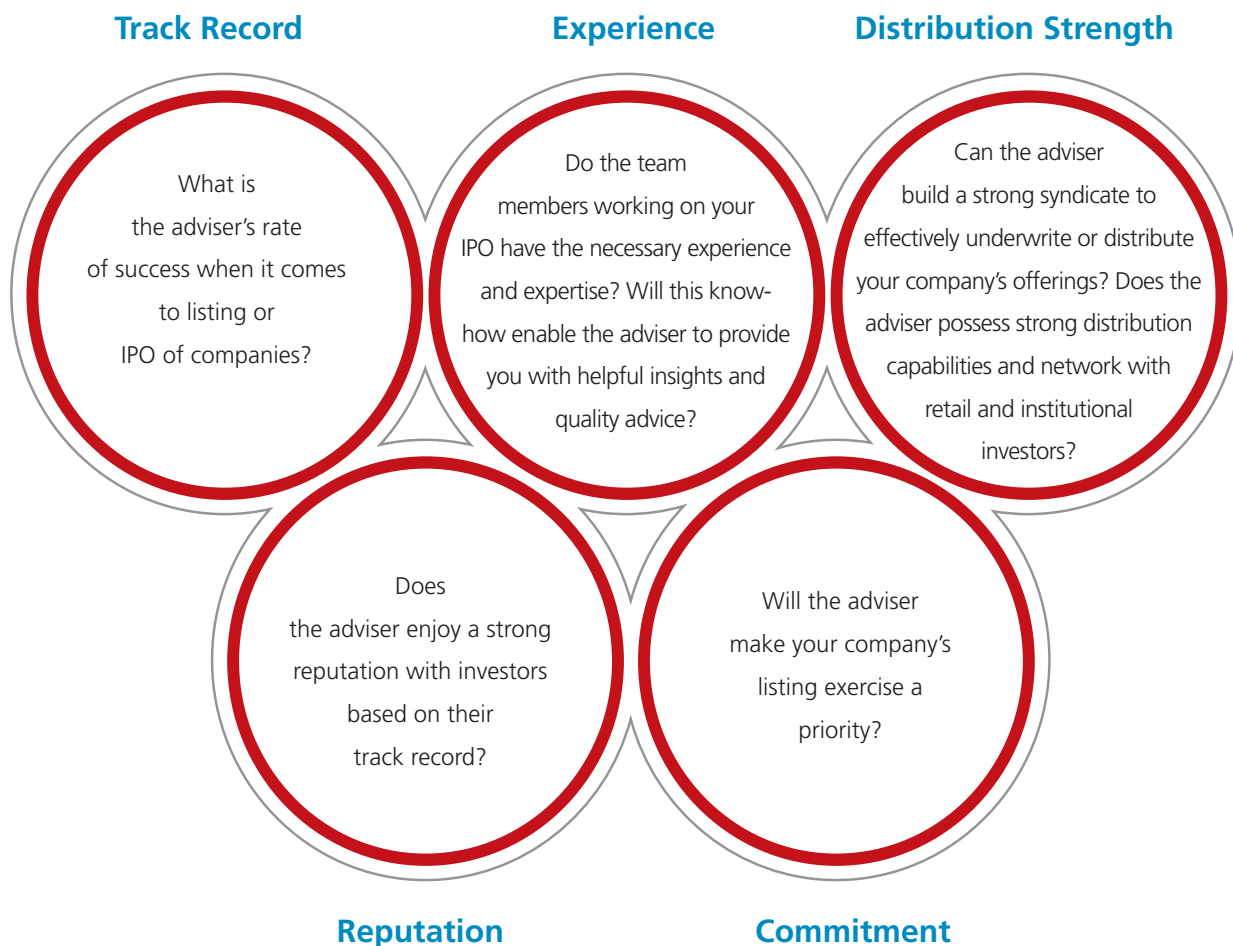 Track Record
What is
the adviser’s rate
of success when it comes
to listing or
IPO of companies?
Experience
Do the team
members working on your
IPO have the necessary experience
and expertise? Will this know-
how enable the adviser to provide
you with helpful insights and
quality advice?
Distribution Strength
Can the adviser
build a strong syndicate to
effectively underwrite or distribute
your company’s offerings? Does the
adviser possess strong distribution
capabilities and network with
retail and institutional
investors?
Does
the adviser enjoy a strong
reputation with investors
based on their
track record?
Reputation
Will the adviser
make your company’s
listing exercise a
priority?
Commitment